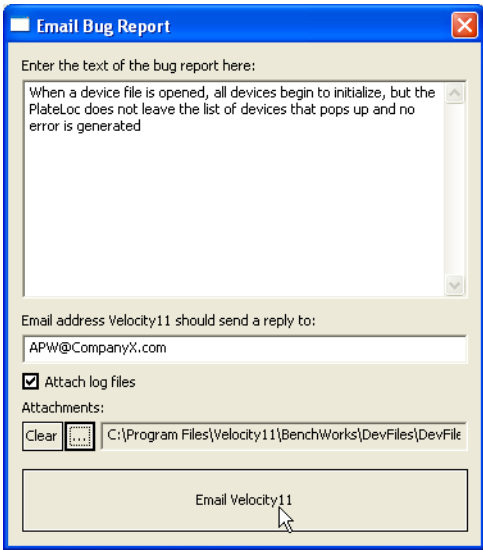 Email Bug Report
Enter the text of the bug report here:
When a device file is opened, all devices begin to initialize, but the
PlateLoc does not leave the list of devices that pops up and no
error is generated
Email address Velocity11 should send a reply to:
APW@CompanyX.com
Attach log files
Attachments:
Clear ... C:\Program Files\Velocity11\BenchWorks\DevFiles\DevFile
Email Velocity11